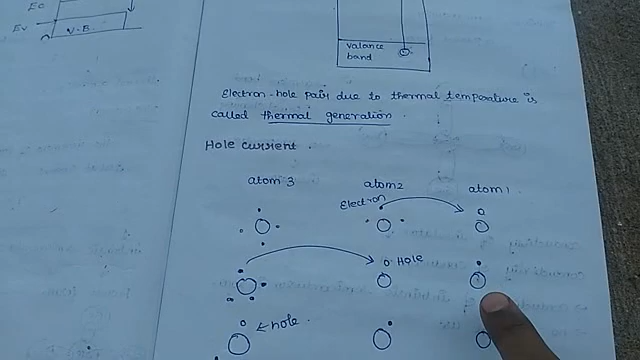 Ec
Ev
V.B.
valance
band
Electron-hole pair due to thermal temperature is
called thermal generation.
Hole current.
atom 3 atom2 atom1
Electron
Hole
hole.